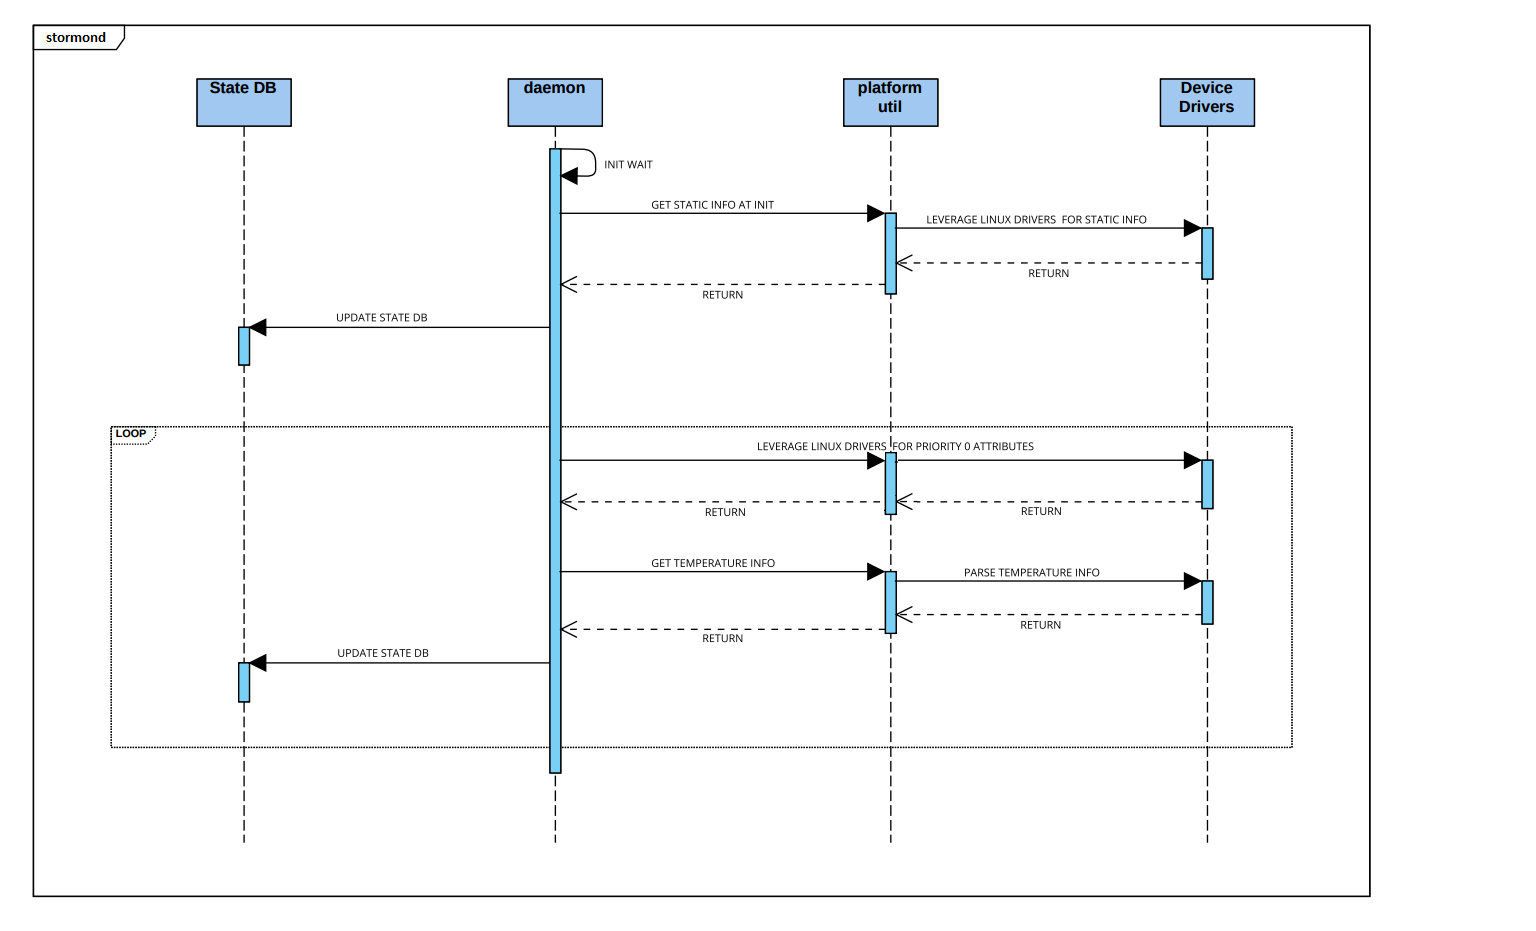 stormond
State DB
daemon
platform
util
Device
Drivers
INIT WAIT
GET STATIC INFO AT INIT
LEVERAGE LINUX DRIVERS  FOR STATIC INFO
RETURN
RETURN
UPDATE STATE DB
LOOP
LEVERAGE LINUX DRIVERS  FOR PRIORITY 0 ATTRIBUTES
RETURN
RETURN
GET TEMPERATURE INFO
PARSE TEMPERATURE INFO
RETURN
RETURN
UPDATE STATE DB